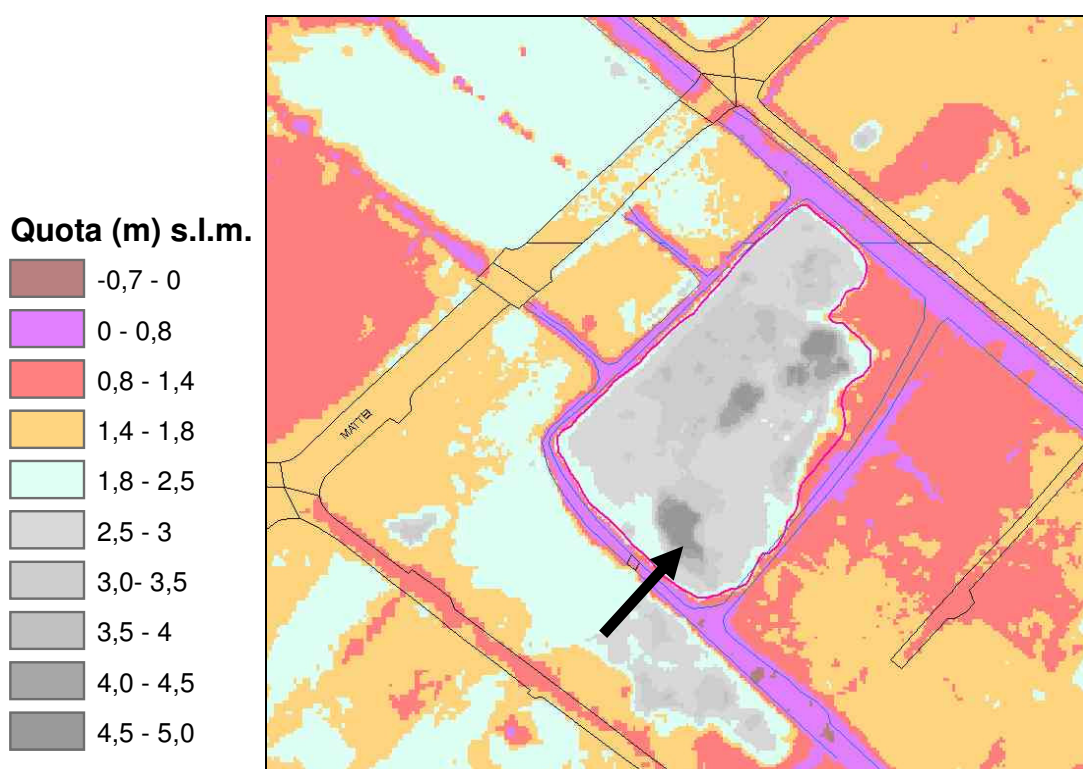 Quota (m) s.l.m.
-0,7 - 0
0 - 0,8
0,8 - 1,4
1,4 - 1,8
1,8 - 2,5
2,5 - 3
3,0- 3,5
3,5 - 4
4,0 - 4,5
4,5 - 5,0
MATTEI